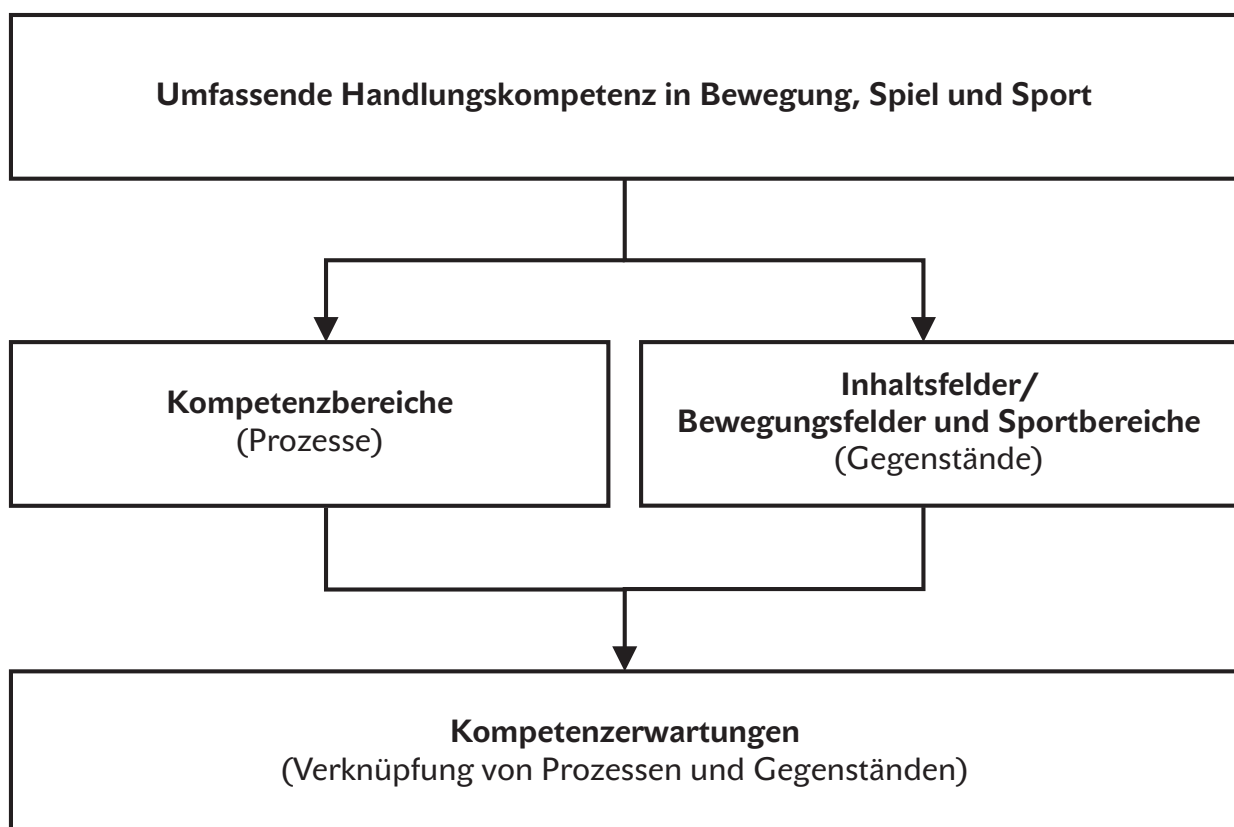 Umfassende Handlungskompetenz in Bewegung, Spiel und Sport
Kompetenzbereiche
(Prozesse)
Inhaltsfelder/
Bewegungsfelder und Sportbereiche
(Gegenstände)
Kompetenzerwartungen
(Verknüpfung von Prozessen und Gegenständen)